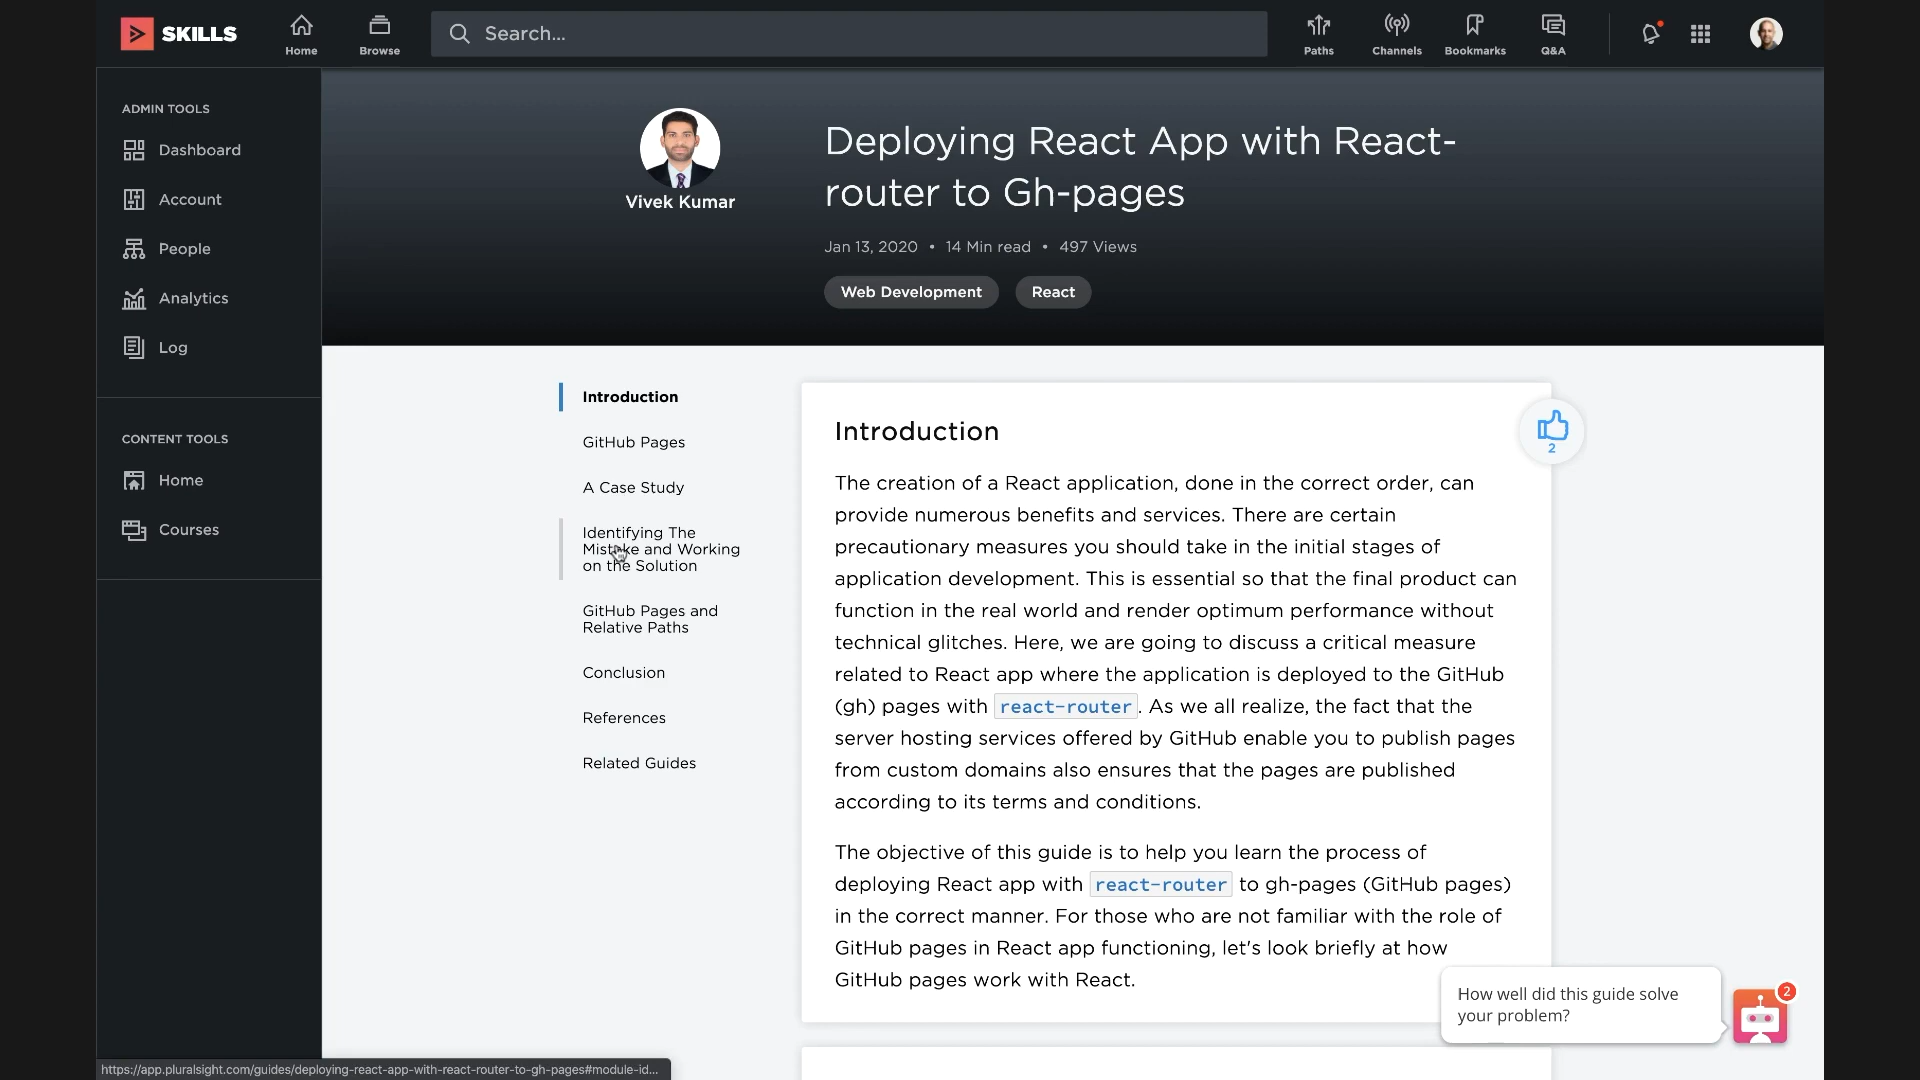 SKILLS
Home
Browse
Search...
Paths
Channels
Bookmarks
Q&A
ADMIN TOOLS
Dashboard
Account
People
Analytics
Log
CONTENT TOOLS
Home
Courses
Vivek Kumar
Deploying React App with React-
router to Gh-pages
Jan 13, 2020 • 14 Min read • 497 Views
Web Development
React
Introduction
GitHub Pages
A Case Study
Identifying The
Mistake and Working
on the Solution
GitHub Pages and
Relative Paths
Conclusion
References
Related Guides
Introduction
2
The creation of a React application, done in the correct order, can
provide numerous benefits and services. There are certain
precautionary measures you should take in the initial stages of
application development. This is essential so that the final product can
function in the real world and render optimum performance without
technical glitches. Here, we are going to discuss a critical measure
related to React app where the application is deployed to the GitHub
(gh) pages with react-router. As we all realize, the fact that the
server hosting services offered by GitHub enable you to publish pages
from custom domains also ensures that the pages are published
according to its terms and conditions.
The objective of this guide is to help you learn the process of
deploying React app with react-router to gh-pages (GitHub pages)
in the correct manner. For those who are not familiar with the role of
GitHub pages in React app functioning, let's look briefly at how
GitHub pages work with React.
How well did this guide solve
your problem?
2
https://app.pluralsight.com/guides/deploying-react-app-with-react-router-to-gh-pages#module-id...